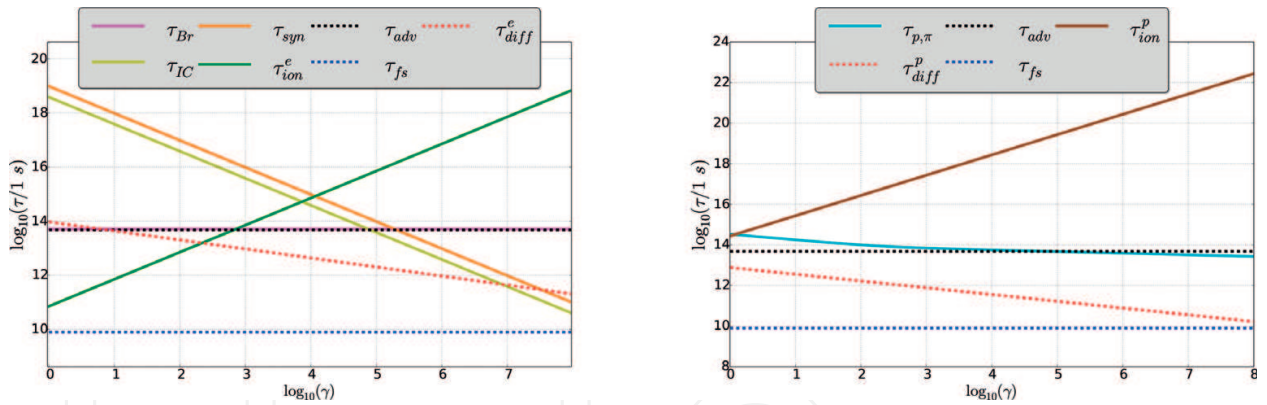 τ_Br τ_syn τ_adv τ^e_diff
τ_IC τ^e_ion τ_fs
20
18
16
14
12
10
log₁₀(τ/1 s)
0 1 2 3 4 5 6 7
log₁₀(γ)
τ_p,π τ_adv τ^p_ion
τ^p_diff τ_fs
24
22
20
18
16
14
12
10
8
log₁₀(τ/1 s)
0 1 2 3 4 5 6 7 8
log₁₀(γ)